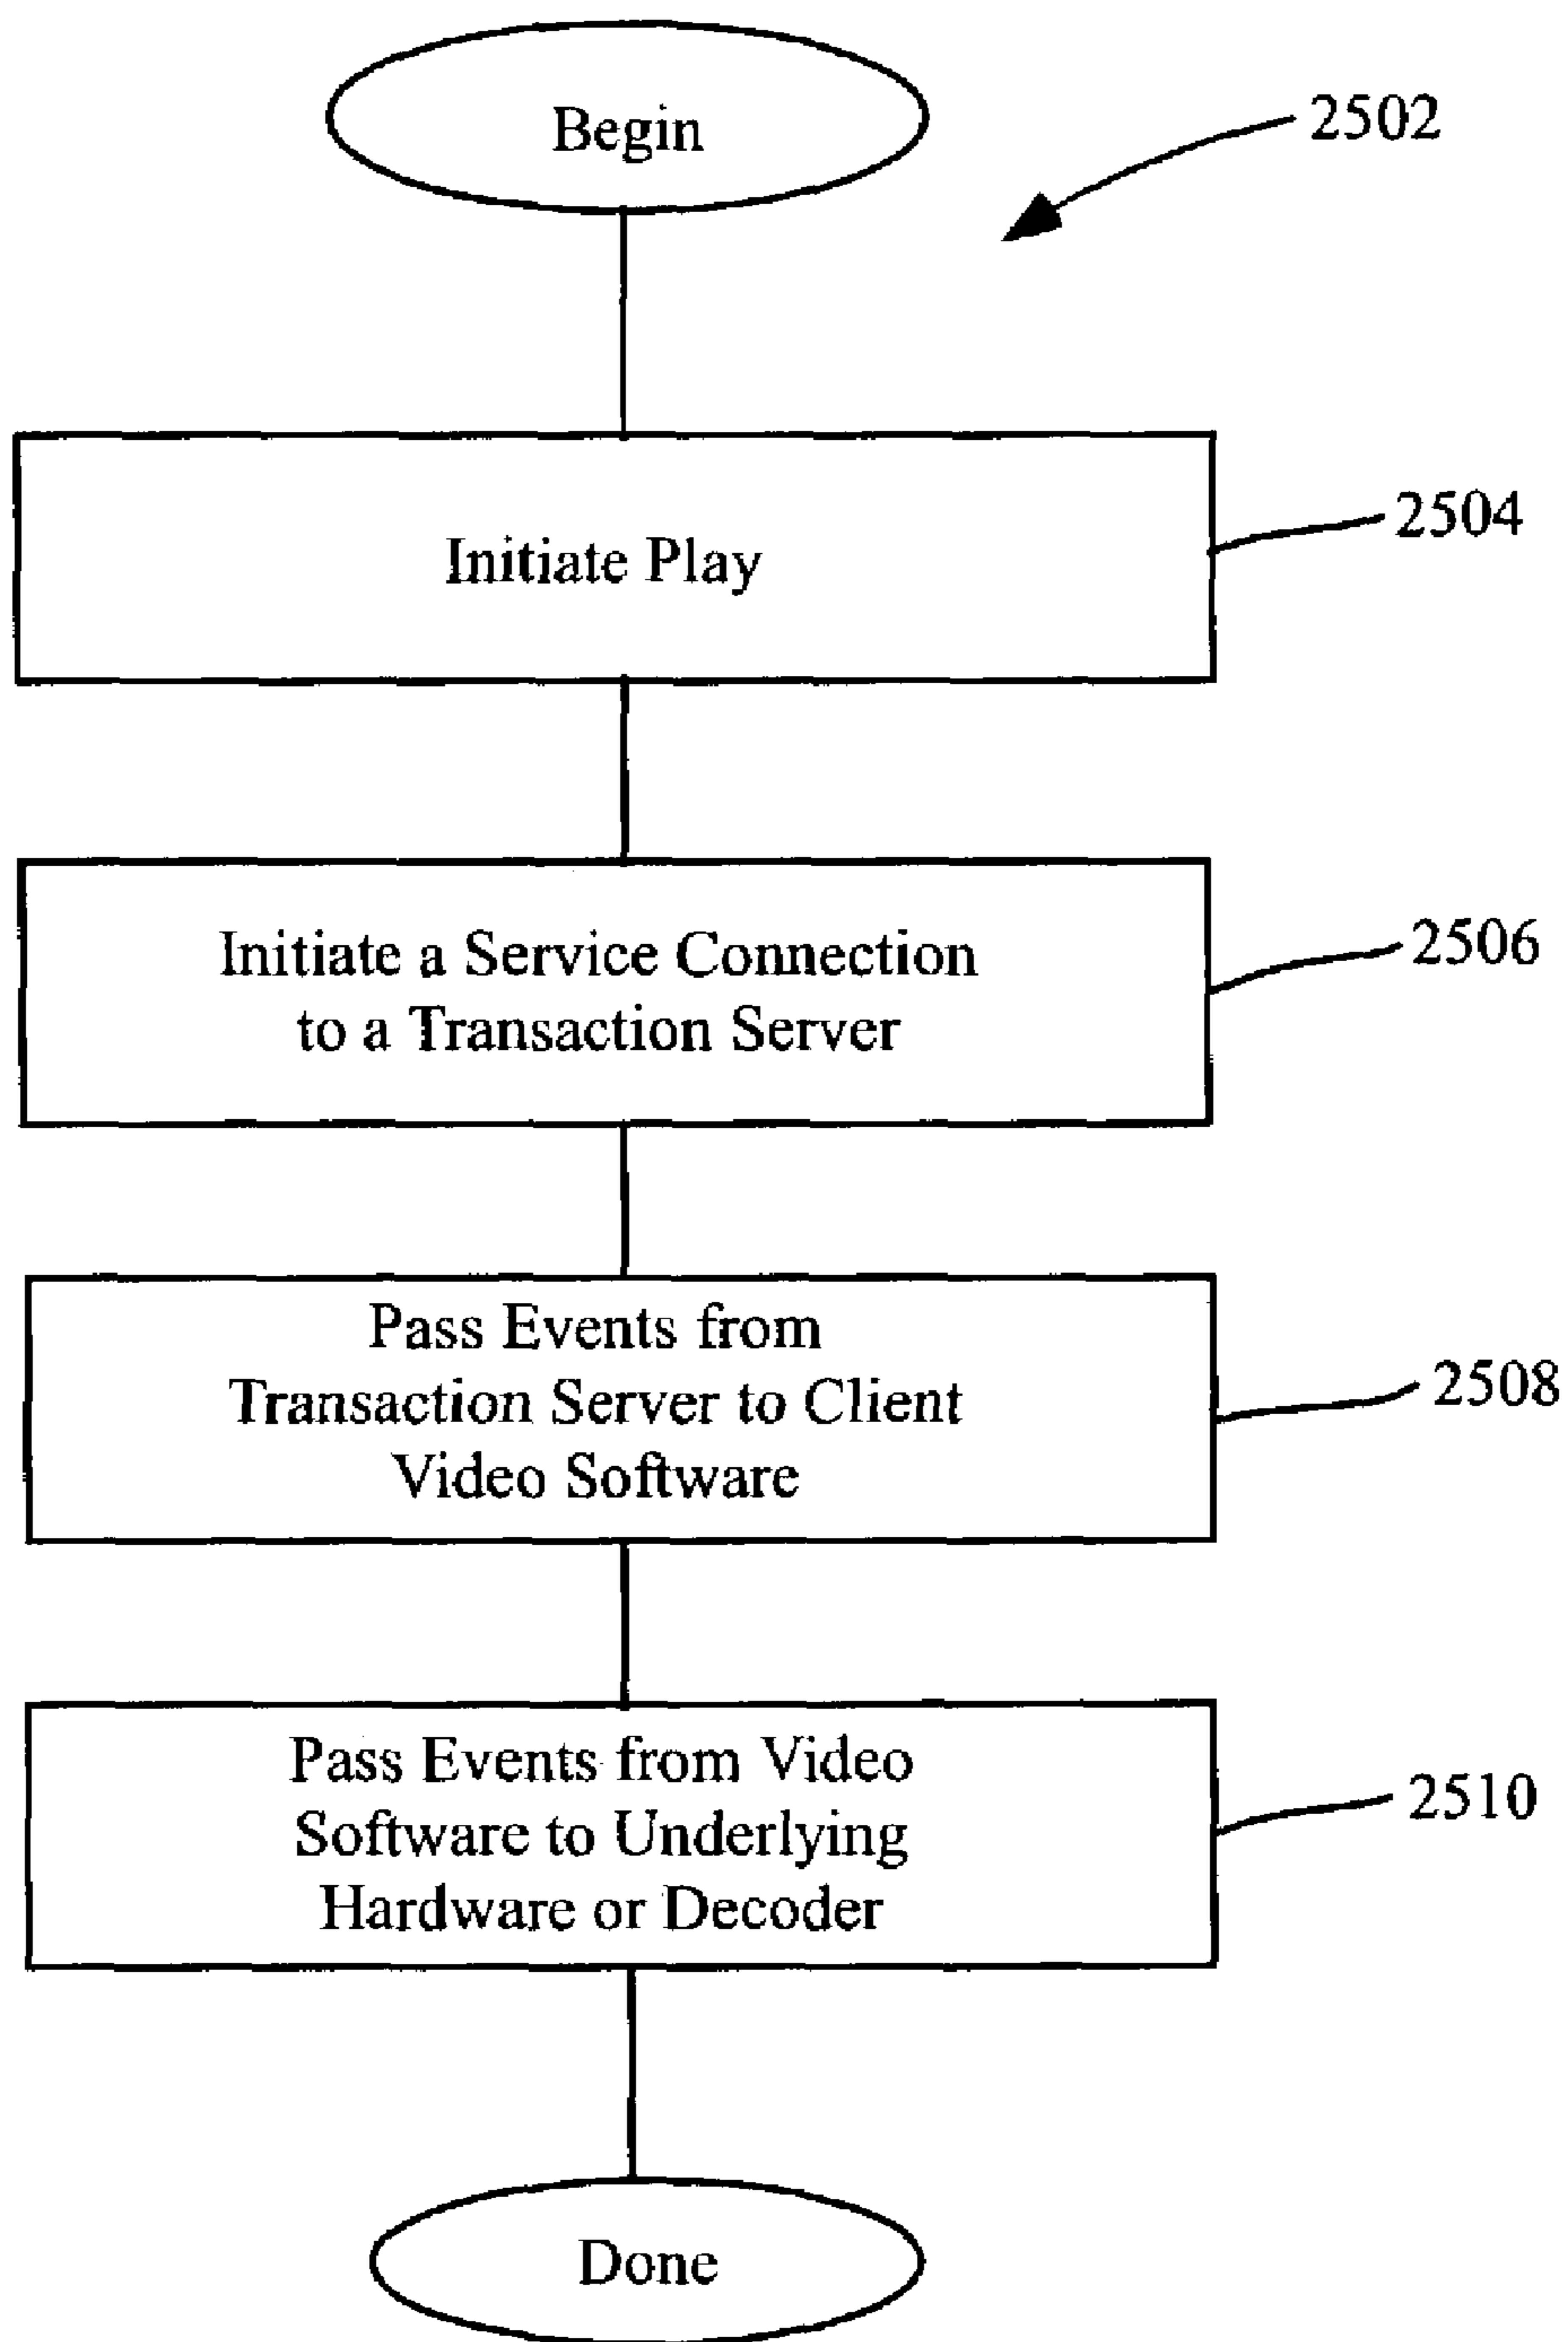 Begin
2502
Initiate Play
2504
Initiate a Service Connection
to a Transaction Server
2506
Pass Events from
Transaction Server to Client
Video Software
2508
Pass Events from Video
Software to Underlying
Hardware or Decoder
2510
Done